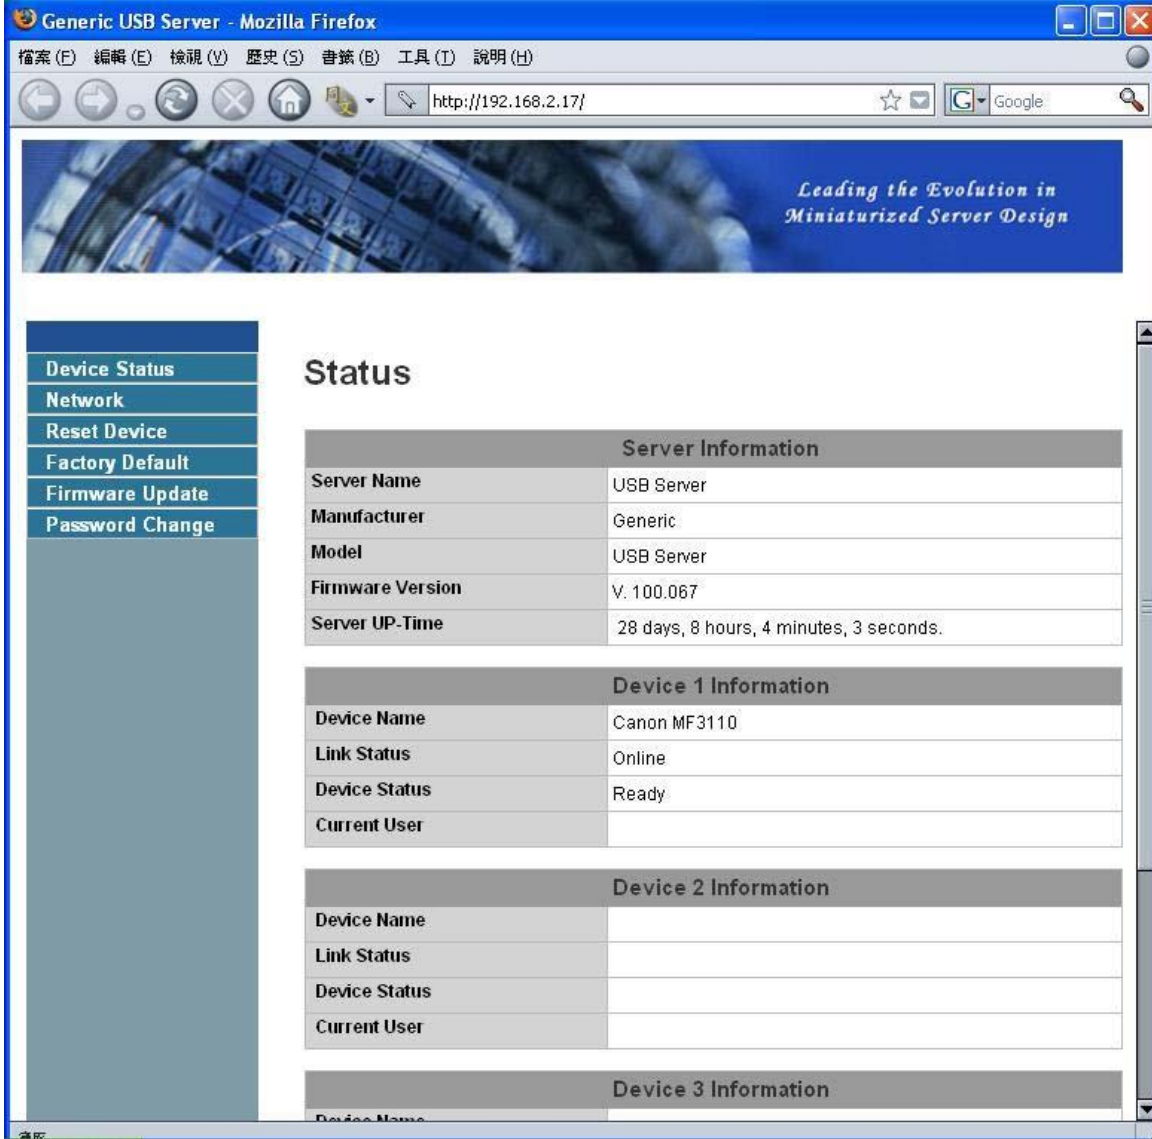 Generic USB Server - Mozilla Firefox
檔案(F) 編輯(E) 檢視(V) 歷史(S) 書籤(B) 工具(T) 說明(H)
http://192.168.2.17/ G Google
Leading the Evolution in
Miniaturized Server Design
Device Status
Network
Reset Device
Factory Default
Firmware Update
Password Change
Status
Server Information
Server Name USB Server
Manufacturer Generic
Model USB Server
Firmware Version V. 100.067
Server UP-Time 28 days, 8 hours, 4 minutes, 3 seconds.
Device 1 Information
Device Name Canon MF3110
Link Status Online
Device Status Ready
Current User
Device 2 Information
Device Name
Link Status
Device Status
Current User
Device 3 Information
Device Name